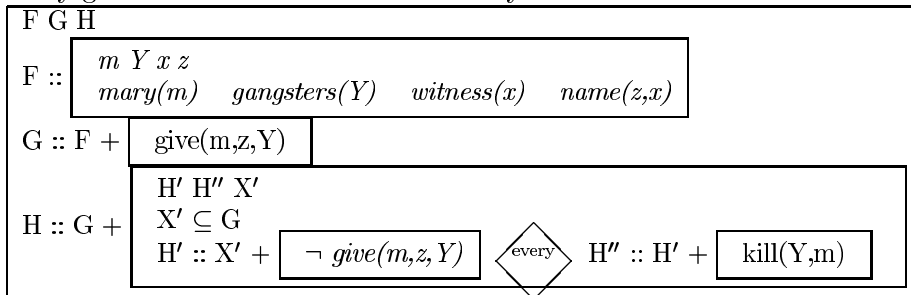 F G H
m Y x z
F :: mary(m) gangsters(Y) witness(x) name(z,x)
G :: F + give(m,z,Y)
H′ H″ X′
X′ ⊆ G
H :: G +
H′ :: X′ + ¬ give(m,z,Y) every H″ :: H′ + kill(Y,m)